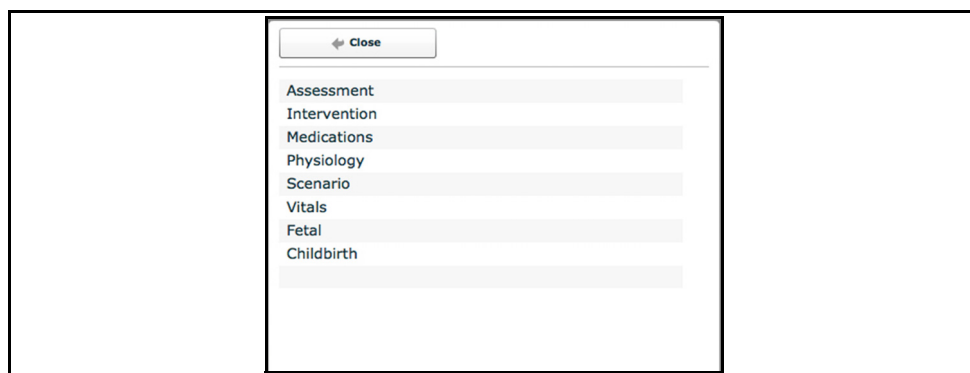 Close
Assessment
Intervention
Medications
Physiology
Scenario
Vitals
Fetal
Childbirth